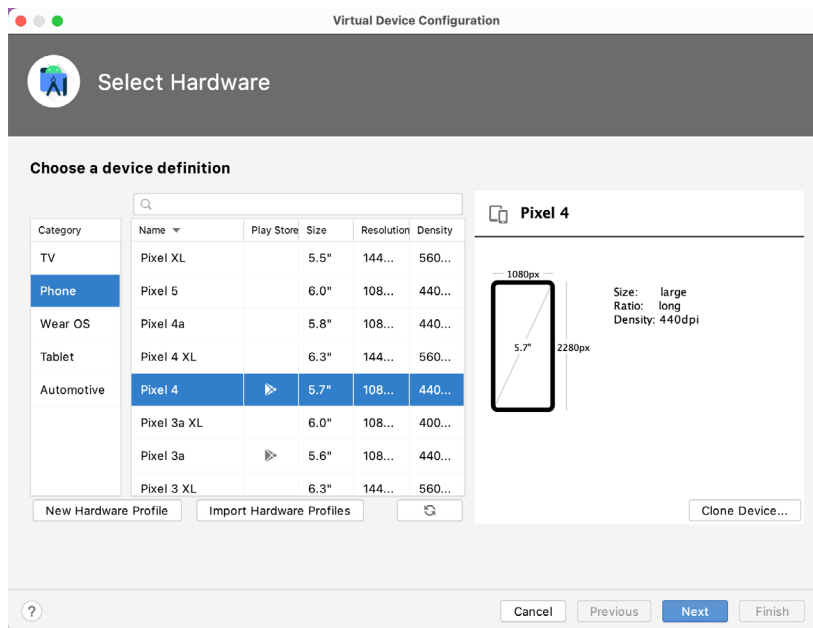 Virtual Device Configuration
Select Hardware
Choose a device definition
Category
TV
Phone
Wear OS
Tablet
Automotive
Name Play Store Size Resolution Density
Pixel XL 5.5" 144... 560...
Pixel 5 6.0" 108... 440...
Pixel 4a 5.8" 108... 440...
Pixel 4 XL 6.3" 144... 560...
Pixel 4 5.7" 108... 440...
Pixel 3a XL 6.0" 108... 400...
Pixel 3a 5.6" 108... 440...
Pixel 3 XL 6.3" 144... 560...
New Hardware Profile Import Hardware Profiles
Pixel 4
1080px
5.7" 2280px
Size: large
Ratio: long
Density: 440dpi
Clone Device...
? Cancel Previous Next Finish